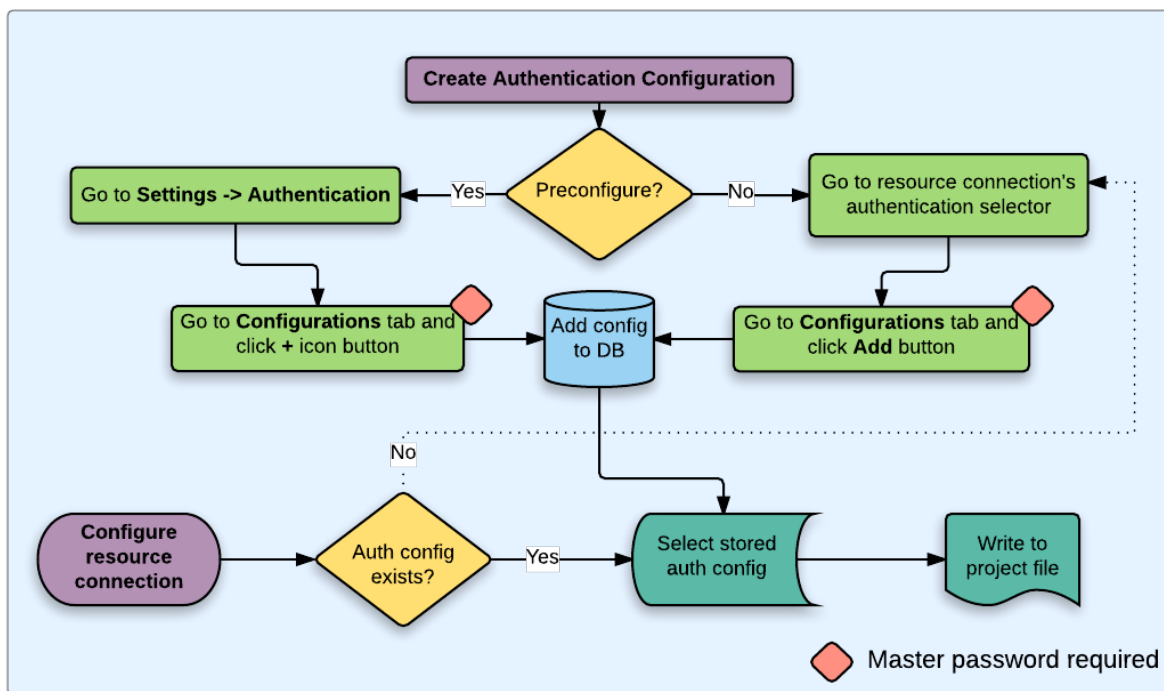 Create Authentication Configuration
Preconfigure?
Yes
No
Go to Settings -> Authentication
Go to resource connection's
authentication selector
Go to Configurations tab and
click + icon button
Add config
to DB
Go to Configurations tab and
click Add button
No
Configure
resource
connection
Auth config
exists?
Yes
Select stored
auth config
Write to
project file
Master password required